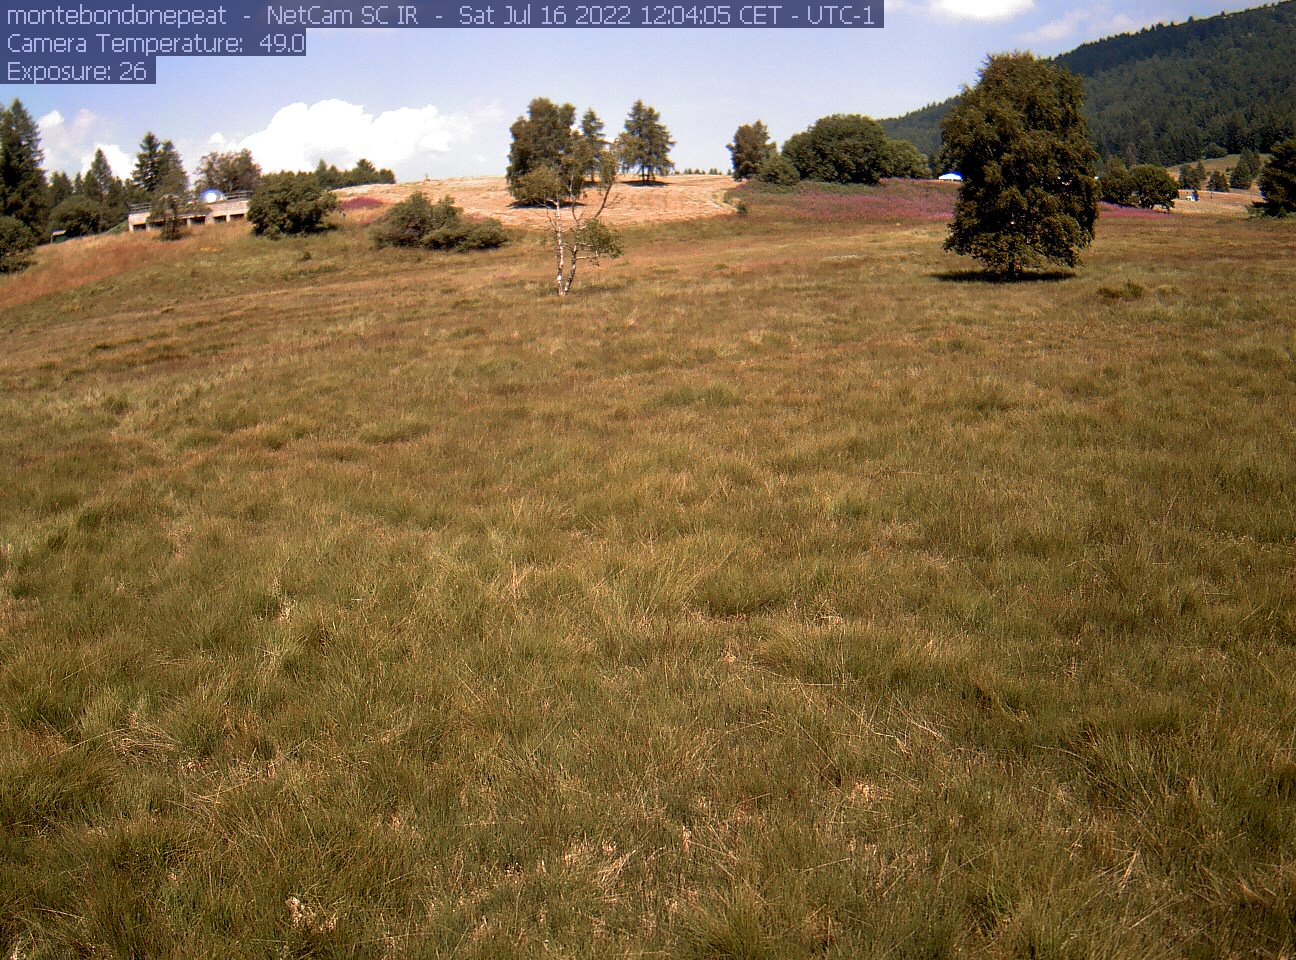 montebondonepeat - NetCam SC IR - Sat Jul 16 2022 12:04:05 CET - UTC-1
Camera Temperature: 49.0
Exposure: 26